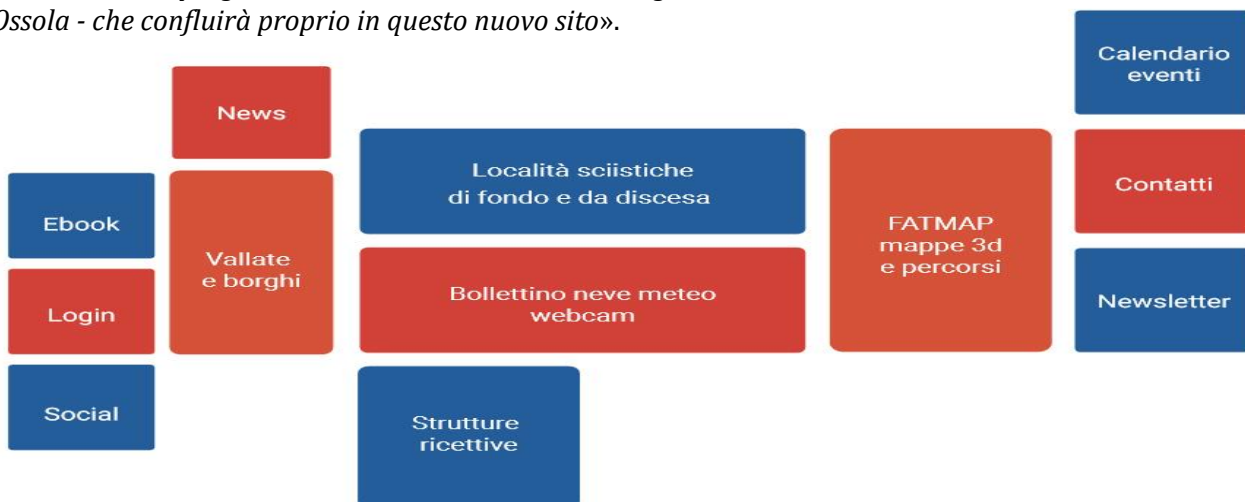 Ossola - che confluirà proprio in questo nuovo sito».
Calendario
eventi
News
Località sciistiche
di fondo e da discesa
Contatti
Ebook
FATMAP
mappe 3d
e percorsi
Vallate
e borghi
Bollettino neve meteo
webcam
Newsletter
Login
Social
Strutture
ricettive